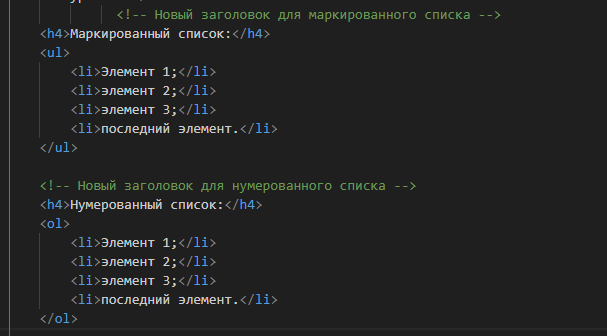 <!-- Новый заголовок для маркированного списка -->
<h4>Маркированный список:</h4>
<ul>
<li>Элемент 1;</li>
<li>элемент 2;</li>
<li>элемент 3;</li>
<li>последний элемент.</li>
</ul>
<!-- Новый заголовок для нумерованного списка -->
<h4>Нумерованный список:</h4>
<ol>
<li>Элемент 1;</li>
<li>элемент 2;</li>
<li>элемент 3;</li>
<li>последний элемент.</li>
</ol>